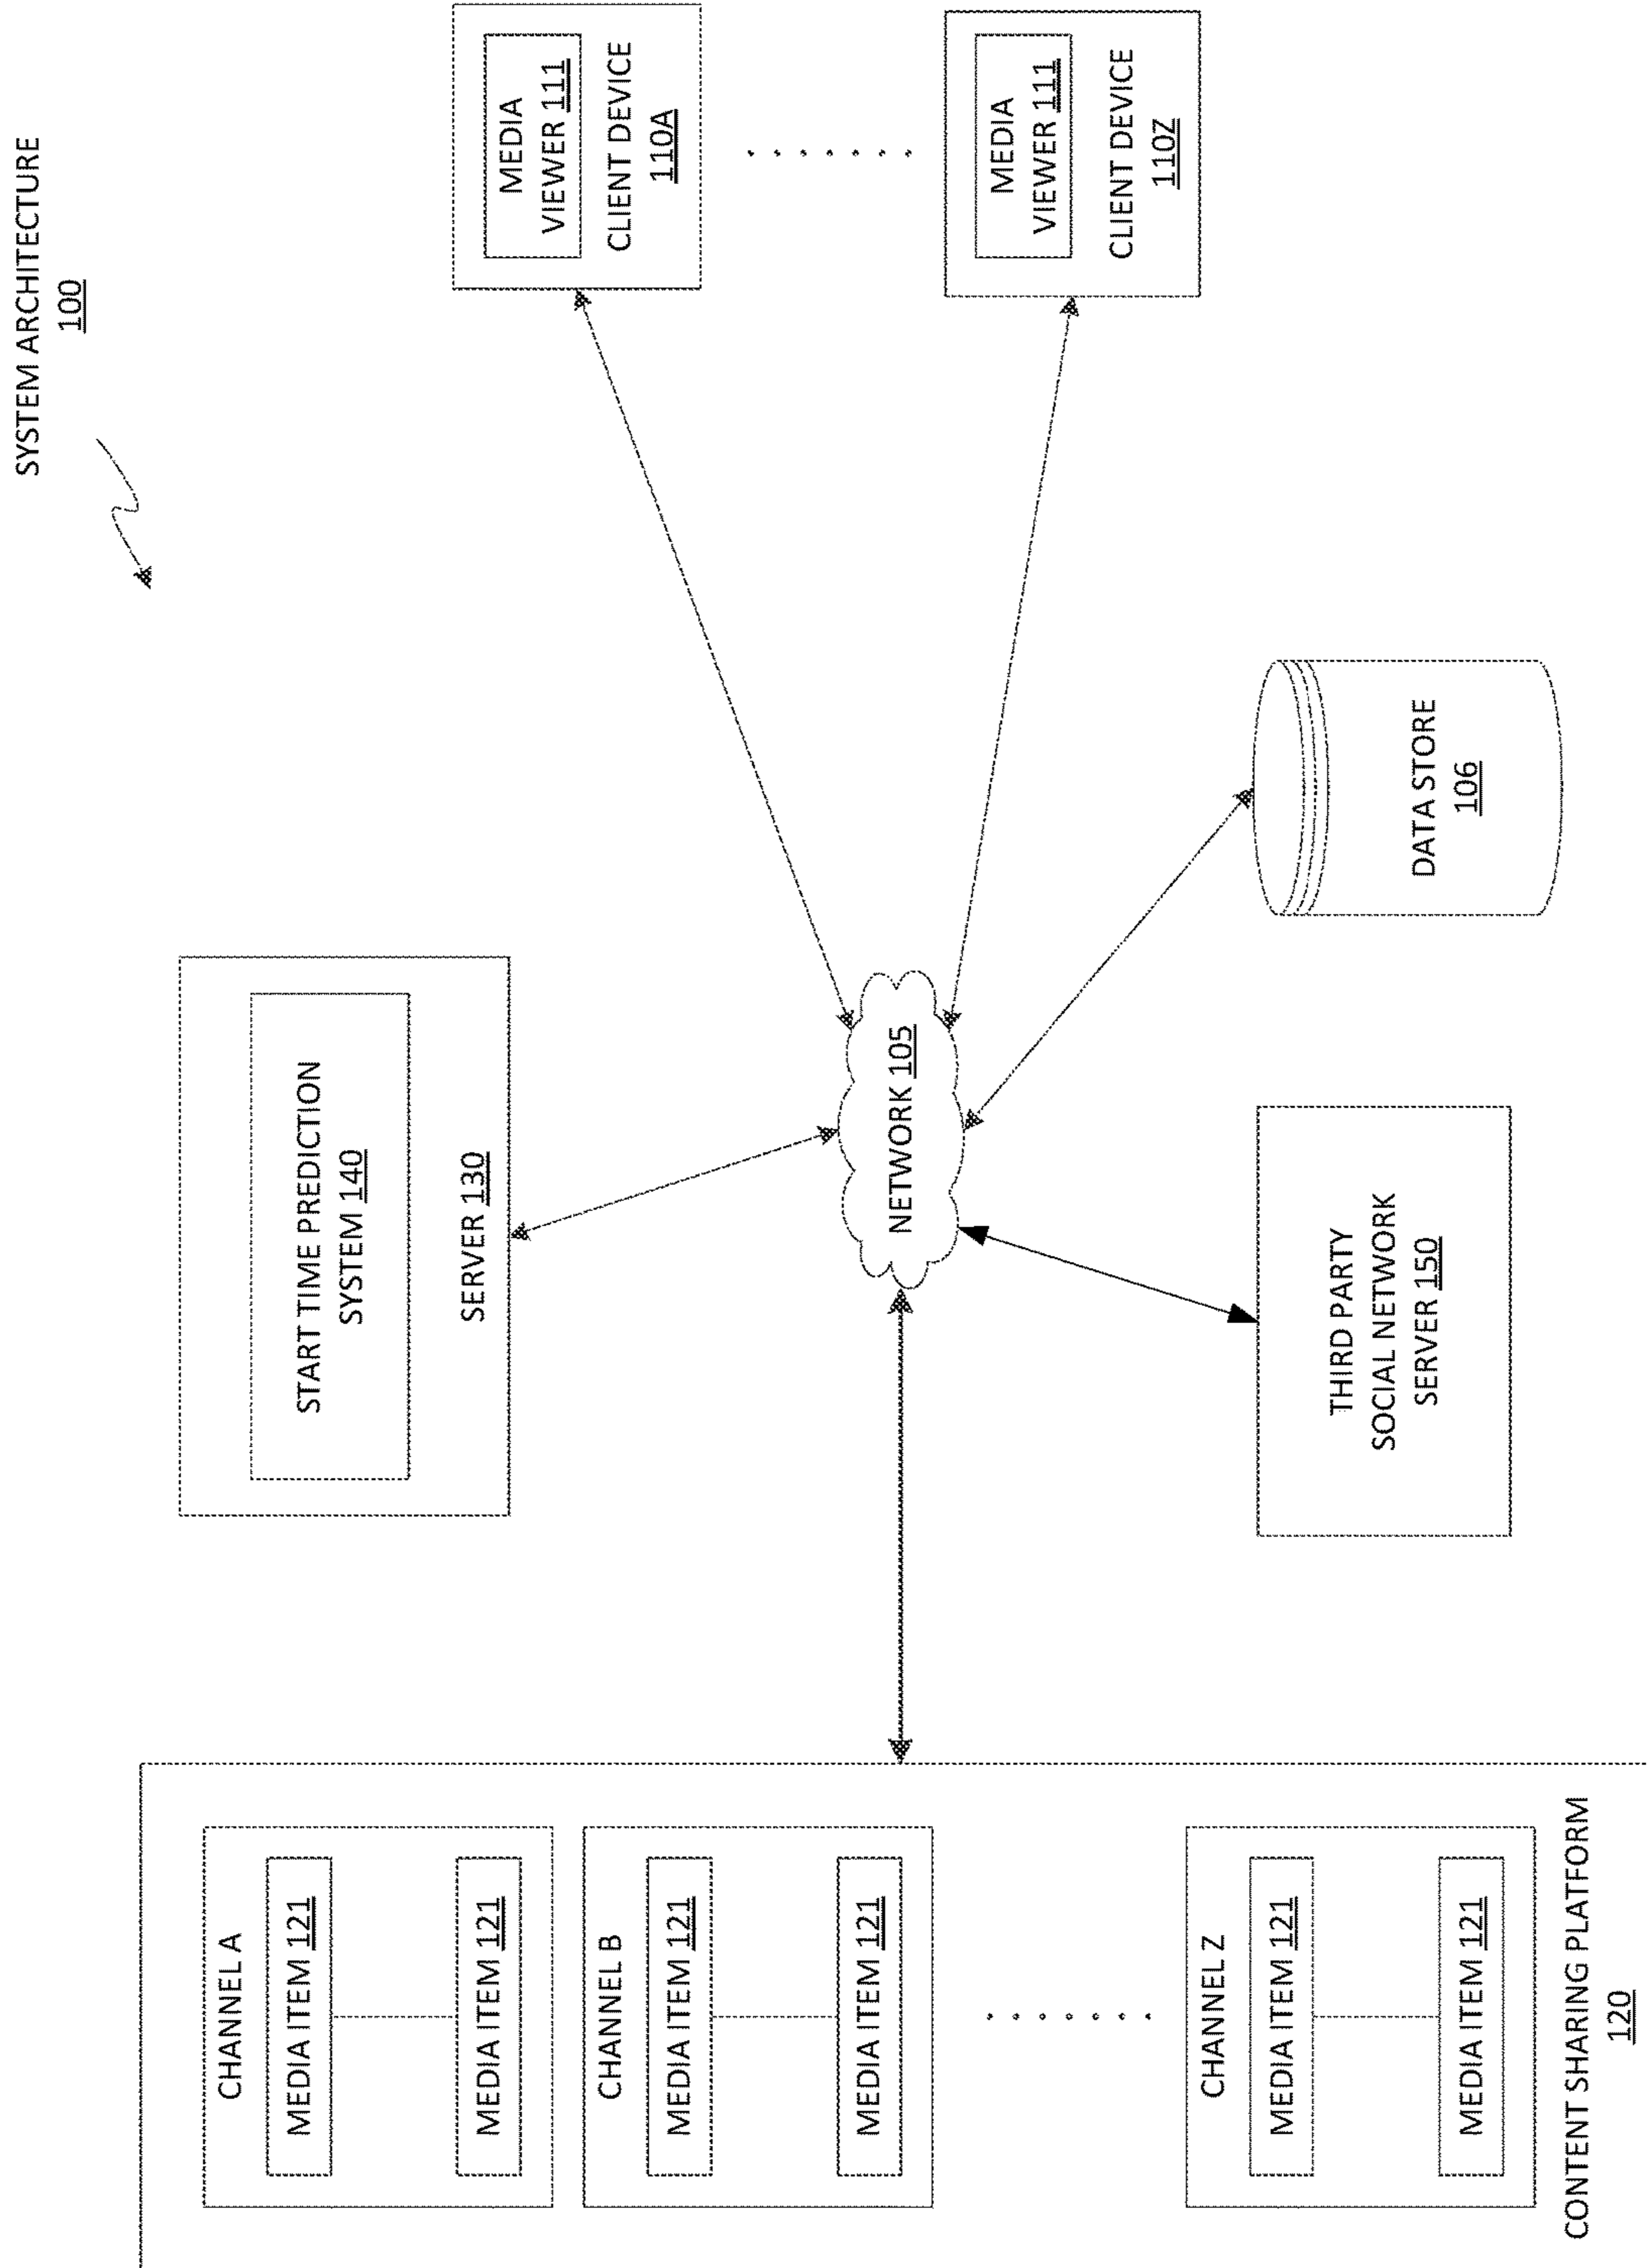 SYSTEM ARCHITECTURE
100
CHANNEL A
MEDIA ITEM 121
MEDIA ITEM 121
CHANNEL B
MEDIA ITEM 121
MEDIA ITEM 121
CHANNEL Z
MEDIA ITEM 121
MEDIA ITEM 121
CONTENT SHARING PLATFORM
120
START TIME PREDICTION
SYSTEM 140
SERVER 130
NETWORK 105
THIRD PARTY
SOCIAL NETWORK
SERVER 150
DATA STORE
106
MEDIA
VIEWER 111
CLIENT DEVICE
110A
MEDIA
VIEWER 111
CLIENT DEVICE
110Z